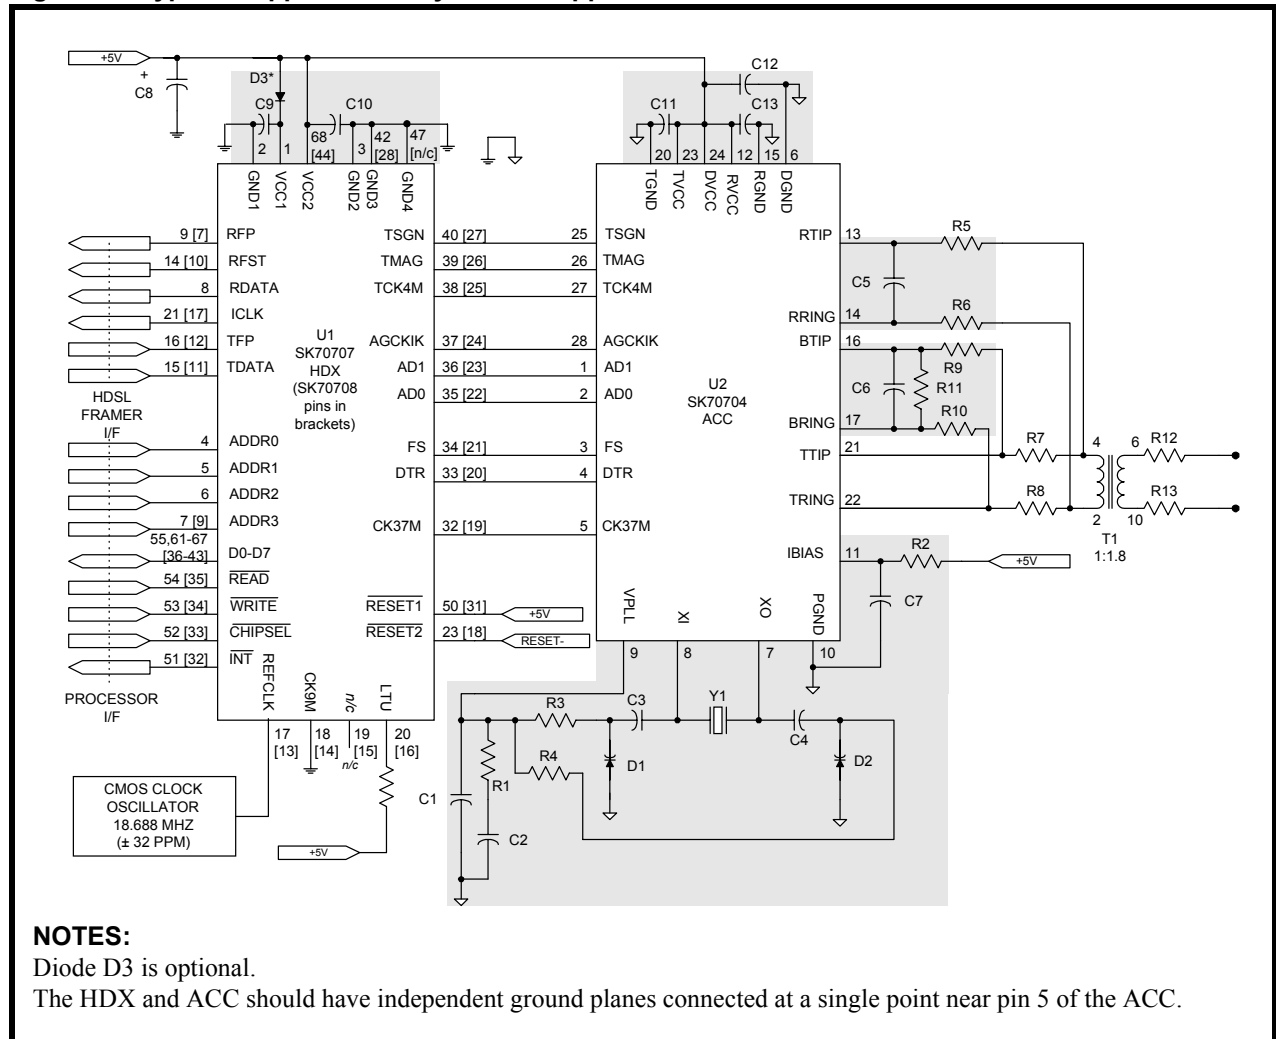 +5V
+
C8
D3*
C9
C10
2
1
68
[44]
3
42
[28]
47
[n/c]
GND1
VCC1
VCC2
GND2
GND3
GND4
C12
C11
C13
20
23
24
12
15
6
TGND
TVCC
DVCC
RVCC
RGND
DGND
9 [7]
RFP
14 [10]
RFST
8
RDATA
21 [17]
ICLK
16 [12]
TFP
15 [11]
TDATA
HDSL
FRAMER
I/F
4
ADDR0
5
ADDR1
6
ADDR2
7 [9]
ADDR3
55,61-67
[36-43]
D0-D7
54 [35]
READ
53 [34]
WRITE
52 [33]
CHIPSEL
51 [32]
INT
PROCESSOR
I/F
U1
SK70707
HDX
(SK70708
pins in
brackets)
TSGN
40 [27]
TMAG
39 [26]
TCK4M
38 [25]
AGCKIK
37 [24]
AD1
36 [23]
AD0
35 [22]
FS
34 [21]
DTR
33 [20]
CK37M
32 [19]
RESET1
50 [31]
+5V
RESET2
23 [18]
RESET-
REFCLK
CK9M
n/c
LTU
17
[13]
18
[14]
19
[15]
n/c
20
[16]
CMOS CLOCK
OSCILLATOR
18.688 MHZ
(± 32 PPM)
+5V
25
TSGN
26
TMAG
27
TCK4M
28
AGCKIK
1
AD1
2
AD0
3
FS
4
DTR
5
CK37M
U2
SK70704
ACC
RTIP
13
R5
C5
RRING
14
R6
BTIP
16
R9
C6
R11
R10
BRING
17
TTIP
21
R7
4
6
R12
TRING
22
R8
2
10
R13
T1
1:1.8
IBIAS
11
R2
+5V
C7
VPLL
XI
XO
PGND
9
8
7
10
R3
C3
Y1
C4
R4
D1
D2
R1
C1
C2
NOTES:
Diode D3 is optional.
The HDX and ACC should have independent ground planes connected at a single point near pin 5 of the ACC.